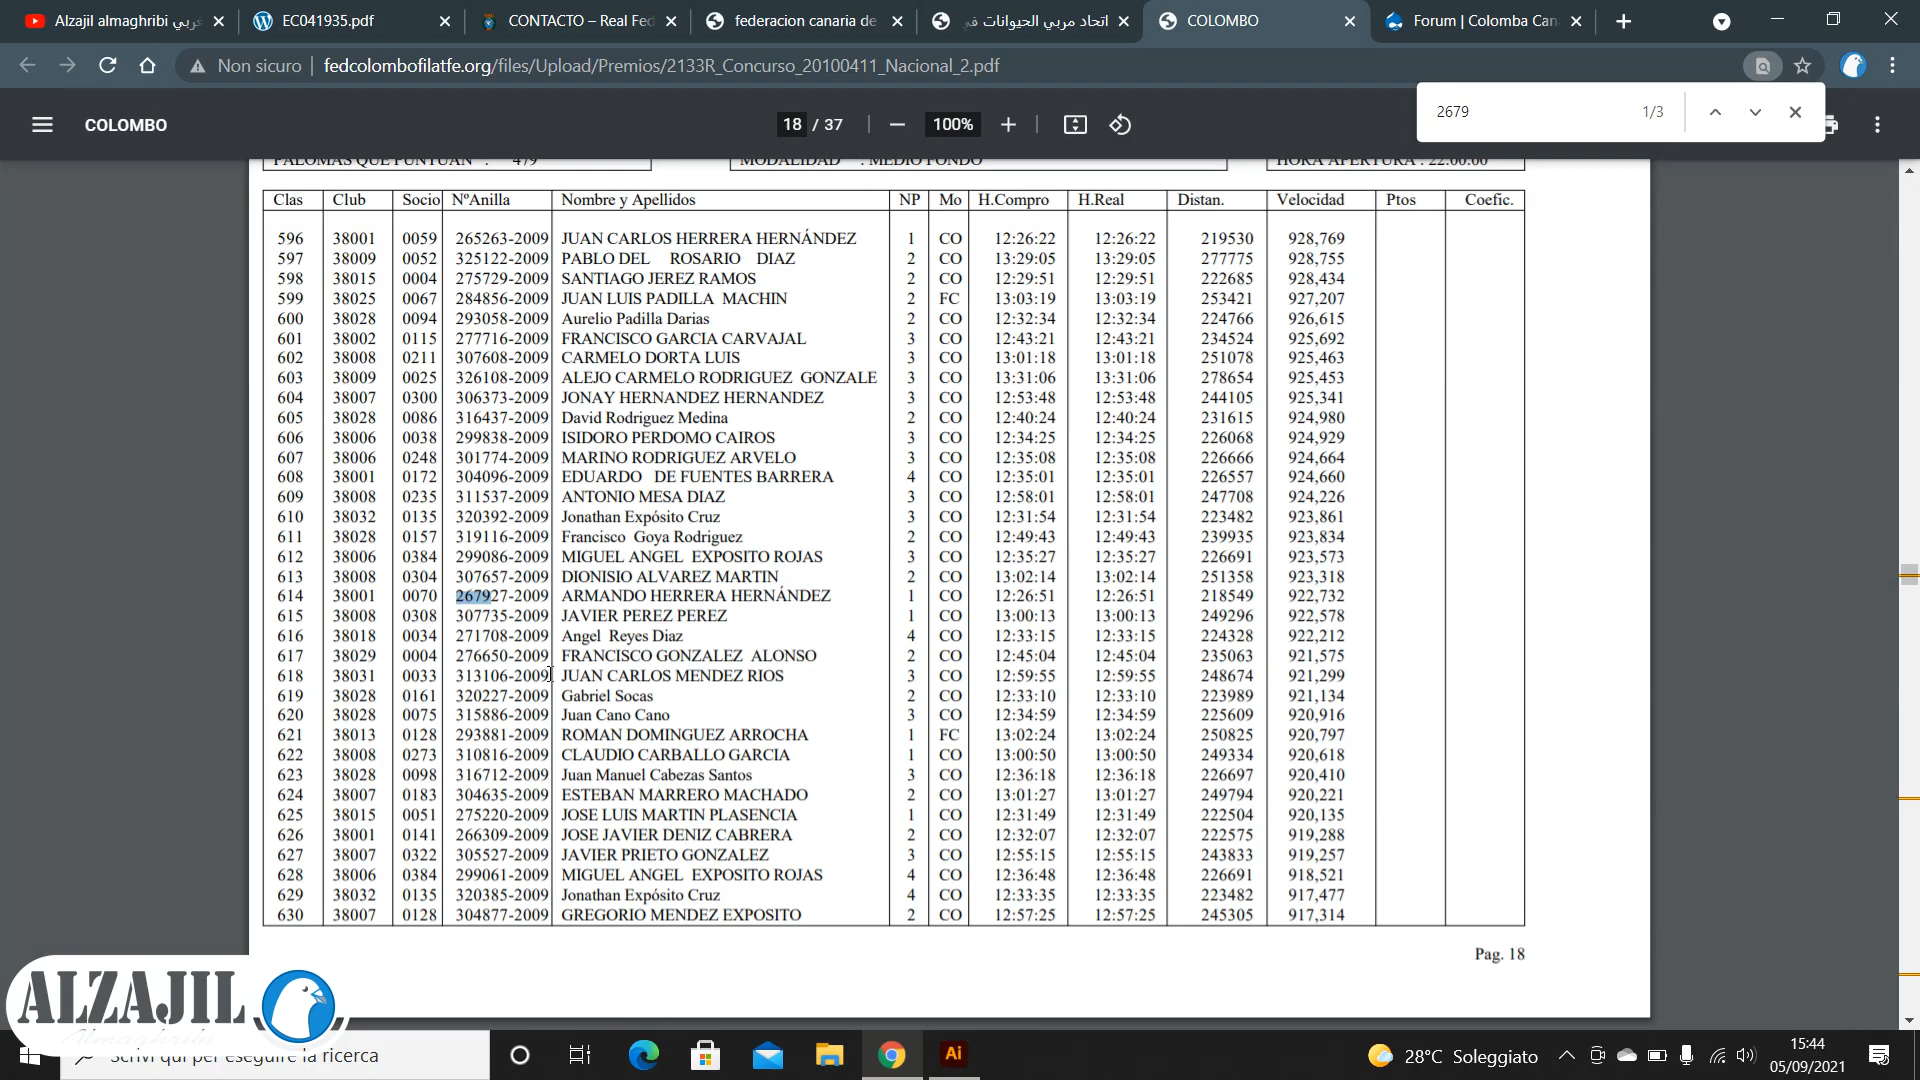 Alzajil almaghribi ربي
EC041935.pdf
CONTACTO – Real Fed
federacion canaria de
اتحاد مربي الحيوانات في
COLOMBO
Forum | Colomba Can
Non sicuro
fedcolombofilatfe.org/files/Upload/Premios/2133R_Concurso_20100411_Nacional_2.pdf
2679 1/3
COLOMBO
18 / 37
100%
PALOMAS QUE PUNTUAN : 479 MODALIDAD : MEDIO FONDO HORA APERTURA : 22:00:00
Clas Club Socio NºAnilla Nombre y Apellidos NP Mo H.Compro H.Real Distan. Velocidad Ptos Coefic.
596 38001 0059 265263-2009 JUAN CARLOS HERRERA HERNÁNDEZ 1 CO 12:26:22 12:26:22 219530 928,769
597 38009 0052 325122-2009 PABLO DEL ROSARIO DIAZ 2 CO 13:29:05 13:29:05 277775 928,755
598 38015 0004 275729-2009 SANTIAGO JEREZ RAMOS 2 CO 12:29:51 12:29:51 222685 928,434
599 38025 0067 284856-2009 JUAN LUIS PADILLA MACHIN 2 FC 13:03:19 13:03:19 253421 927,207
600 38028 0094 293058-2009 Aurelio Padilla Darias 2 CO 12:32:34 12:32:34 224766 926,615
601 38002 0115 277716-2009 FRANCISCO GARCIA CARVAJAL 3 CO 12:43:21 12:43:21 234524 925,692
602 38008 0211 307608-2009 CARMELO DORTA LUIS 3 CO 13:01:18 13:01:18 251078 925,463
603 38009 0025 326108-2009 ALEJO CARMELO RODRIGUEZ GONZALE 3 CO 13:31:06 13:31:06 278654 925,453
604 38007 0300 306373-2009 JONAY HERNANDEZ HERNANDEZ 3 CO 12:53:48 12:53:48 244105 925,341
605 38028 0086 316437-2009 David Rodriguez Medina 2 CO 12:40:24 12:40:24 231615 924,980
606 38006 0038 299838-2009 ISIDORO PERDOMO CAIROS 3 CO 12:34:25 12:34:25 226068 924,929
607 38006 0248 301774-2009 MARINO RODRIGUEZ ARVELO 3 CO 12:35:08 12:35:08 226666 924,664
608 38001 0172 304096-2009 EDUARDO DE FUENTES BARRERA 4 CO 12:35:01 12:35:01 226557 924,660
609 38008 0235 311537-2009 ANTONIO MESA DIAZ 3 CO 12:58:01 12:58:01 247708 924,226
610 38032 0135 320392-2009 Jonathan Expósito Cruz 3 CO 12:31:54 12:31:54 223482 923,861
611 38028 0157 319116-2009 Francisco Goya Rodriguez 2 CO 12:49:43 12:49:43 239935 923,834
612 38006 0384 299086-2009 MIGUEL ANGEL EXPOSITO ROJAS 3 CO 12:35:27 12:35:27 226691 923,573
613 38008 0304 307657-2009 DIONISIO ALVAREZ MARTIN 2 CO 13:02:14 13:02:14 251358 923,318
614 38001 0070 267927-2009 ARMANDO HERRERA HERNÁNDEZ 1 CO 12:26:51 12:26:51 218549 922,732
615 38008 0308 307735-2009 JAVIER PEREZ PEREZ 1 CO 13:00:13 13:00:13 249296 922,578
616 38018 0034 271708-2009 Angel Reyes Diaz 4 CO 12:33:15 12:33:15 224328 922,212
617 38029 0004 276650-2009 FRANCISCO GONZALEZ ALONSO 2 CO 12:45:04 12:45:04 235063 921,575
618 38031 0033 313106-2009 JUAN CARLOS MENDEZ RIOS 3 CO 12:59:55 12:59:55 248674 921,299
619 38028 0161 320227-2009 Gabriel Socas 2 CO 12:33:10 12:33:10 223989 921,134
620 38028 0075 315886-2009 Juan Cano Cano 3 CO 12:34:59 12:34:59 225609 920,916
621 38013 0128 293881-2009 ROMAN DOMINGUEZ ARROCHA 1 FC 13:02:24 13:02:24 250825 920,797
622 38008 0273 310816-2009 CLAUDIO CARBALLO GARCIA 1 CO 13:00:50 13:00:50 249334 920,618
623 38028 0098 316712-2009 Juan Manuel Cabezas Santos 3 CO 12:36:18 12:36:18 226697 920,410
624 38007 0183 304635-2009 ESTEBAN MARRERO MACHADO 2 CO 13:01:27 13:01:27 249794 920,221
625 38015 0051 275220-2009 JOSE LUIS MARTIN PLASENCIA 1 CO 12:31:49 12:31:49 222504 920,135
626 38001 0141 266309-2009 JOSE JAVIER DENIZ CABRERA 2 CO 12:32:07 12:32:07 222575 919,288
627 38007 0322 305527-2009 JAVIER PRIETO GONZALEZ 3 CO 12:55:15 12:55:15 243833 919,257
628 38006 0384 299061-2009 MIGUEL ANGEL EXPOSITO ROJAS 4 CO 12:36:48 12:36:48 226691 918,521
629 38032 0135 320385-2009 Jonathan Expósito Cruz 4 CO 12:33:35 12:33:35 223482 917,477
630 38007 0128 304877-2009 GREGORIO MENDEZ EXPOSITO 2 CO 12:57:25 12:57:25 245305 917,314
Pag. 18
ALZAJIL
Almaghribi
Scrivi qui per eseguire la ricerca
Ai
28°C Soleggiato
15:44
05/09/2021